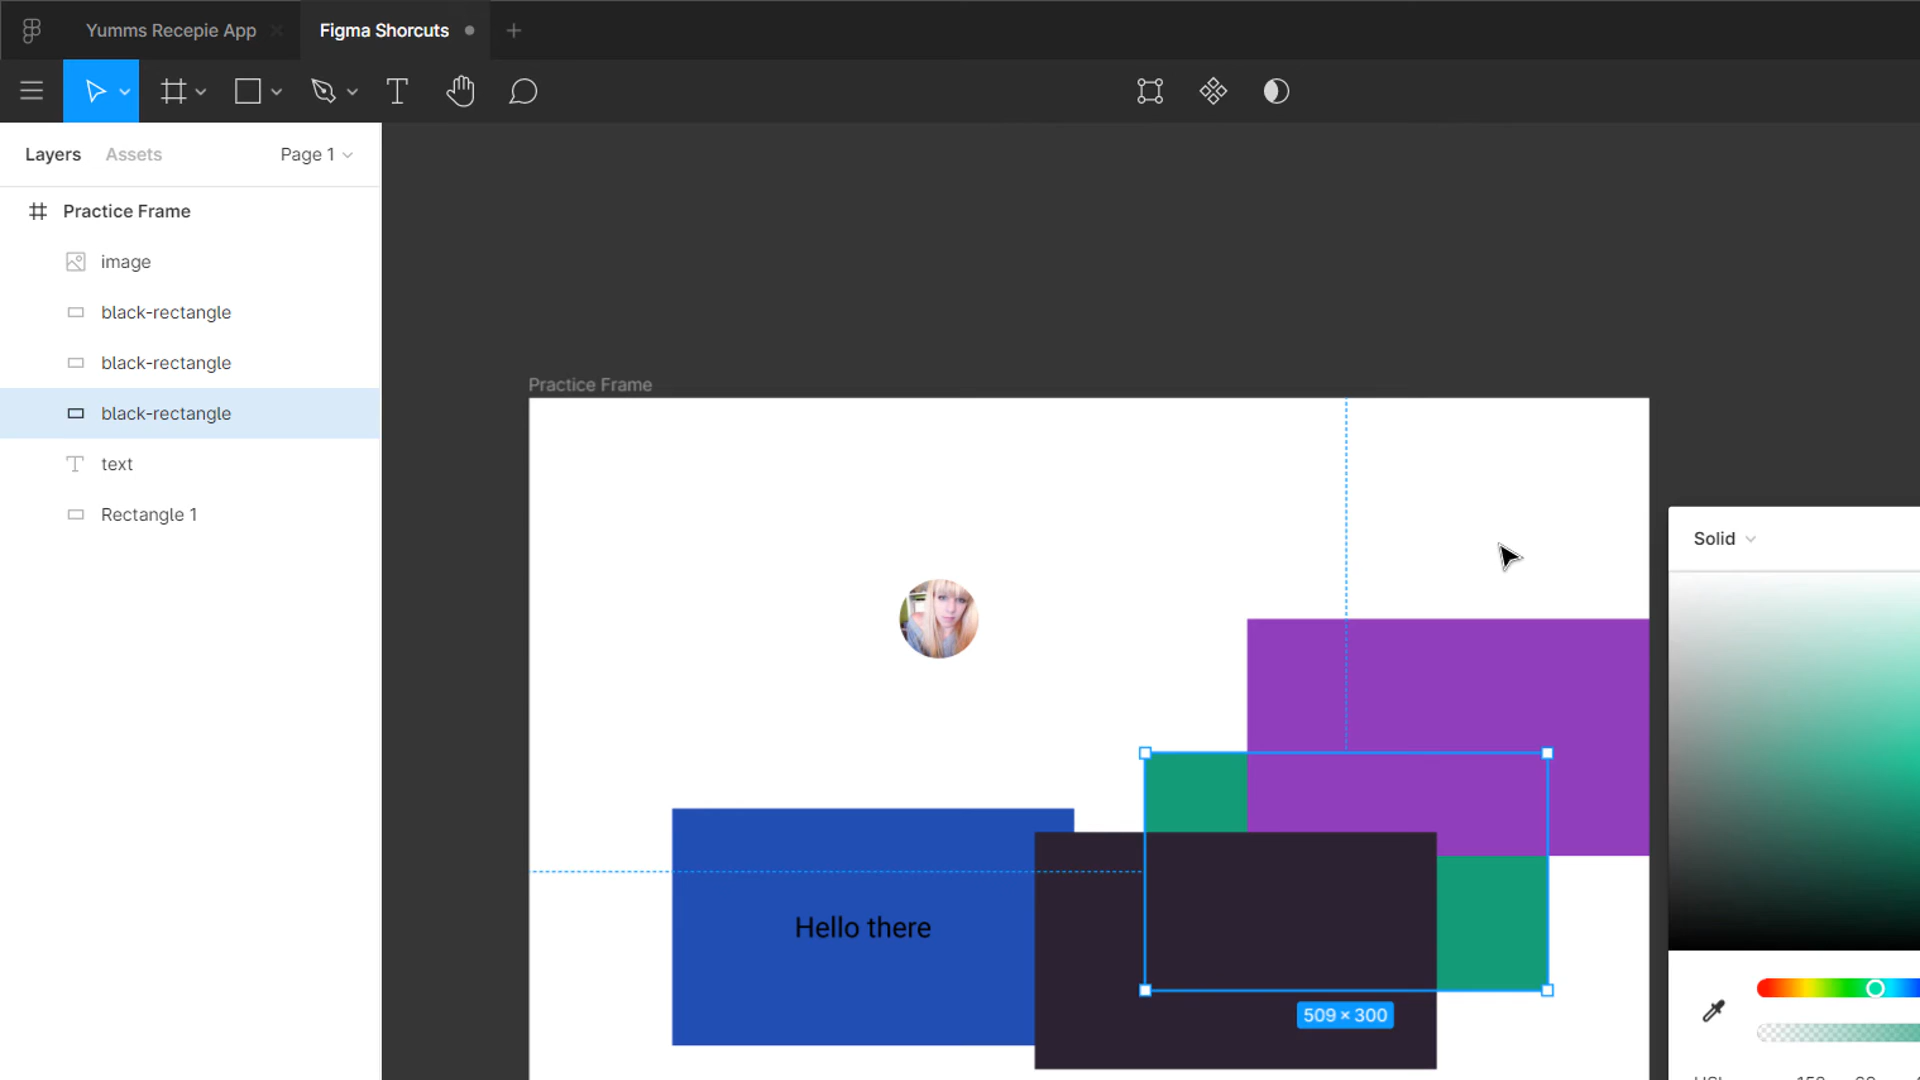 Yumms Recepie App
Figma Shorcuts
Layers
Assets
Page 1
Practice Frame
image
black-rectangle
black-rectangle
black-rectangle
text
Rectangle 1
Practice Frame
Hello there
509 × 300
Solid